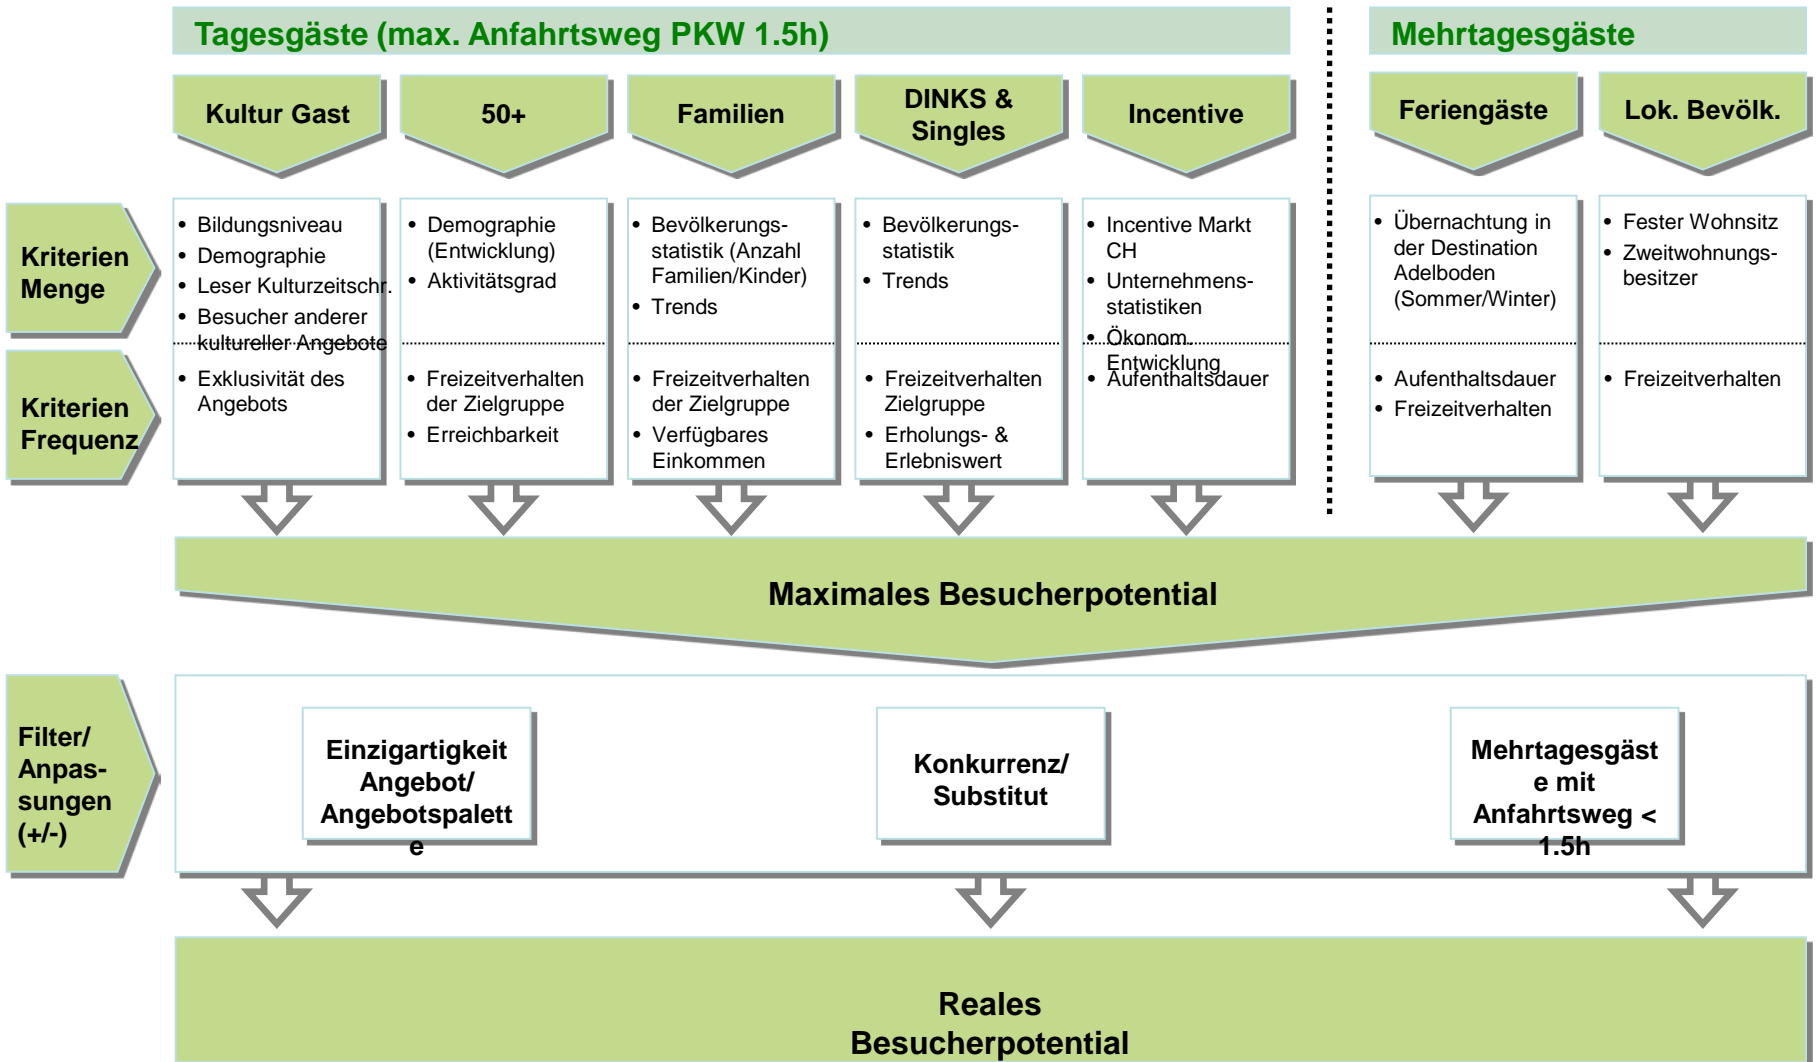 Tagesgäste (max. Anfahrtsweg PKW 1.5h)
Mehrtagesgäste
Kultur Gast
50+
Familien
DINKS &
Singles
Incentive
Feriengäste
Lok. Bevölk.
Kriterien
Menge
• Bildungsniveau
• Demographie
• Leser Kulturzeitschr.
• Besucher anderer
kultureller Angebote
• Demographie
(Entwicklung)
• Aktivitätsgrad
• Bevölkerungs-
statistik (Anzahl
Familien/Kinder)
• Trends
• Bevölkerungs-
statistik
• Trends
• Incentive Markt
CH
• Unternehmens-
statistiken
• Ökonom.
Entwicklung
• Übernachtung in
der Destination
Adelboden
(Sommer/Winter)
• Fester Wohnsitz
• Zweitwohnungs-
besitzer
Kriterien
Frequenz
• Exklusivität des
Angebots
• Freizeitverhalten
der Zielgruppe
• Erreichbarkeit
• Freizeitverhalten
der Zielgruppe
• Verfügbares
Einkommen
• Freizeitverhalten
Zielgruppe
• Erholungs- &
Erlebniswert
• Aufenthaltsdauer
• Aufenthaltsdauer
• Freizeitverhalten
• Freizeitverhalten
Maximales Besucherpotential
Filter/
Anpas-
sungen
(+/-)
Einzigartigkeit
Angebot/
Angebotspalett
e
Konkurrenz/
Substitut
Mehrtagesgäst
e mit
Anfahrtsweg <
1.5h
Reales
Besucherpotential